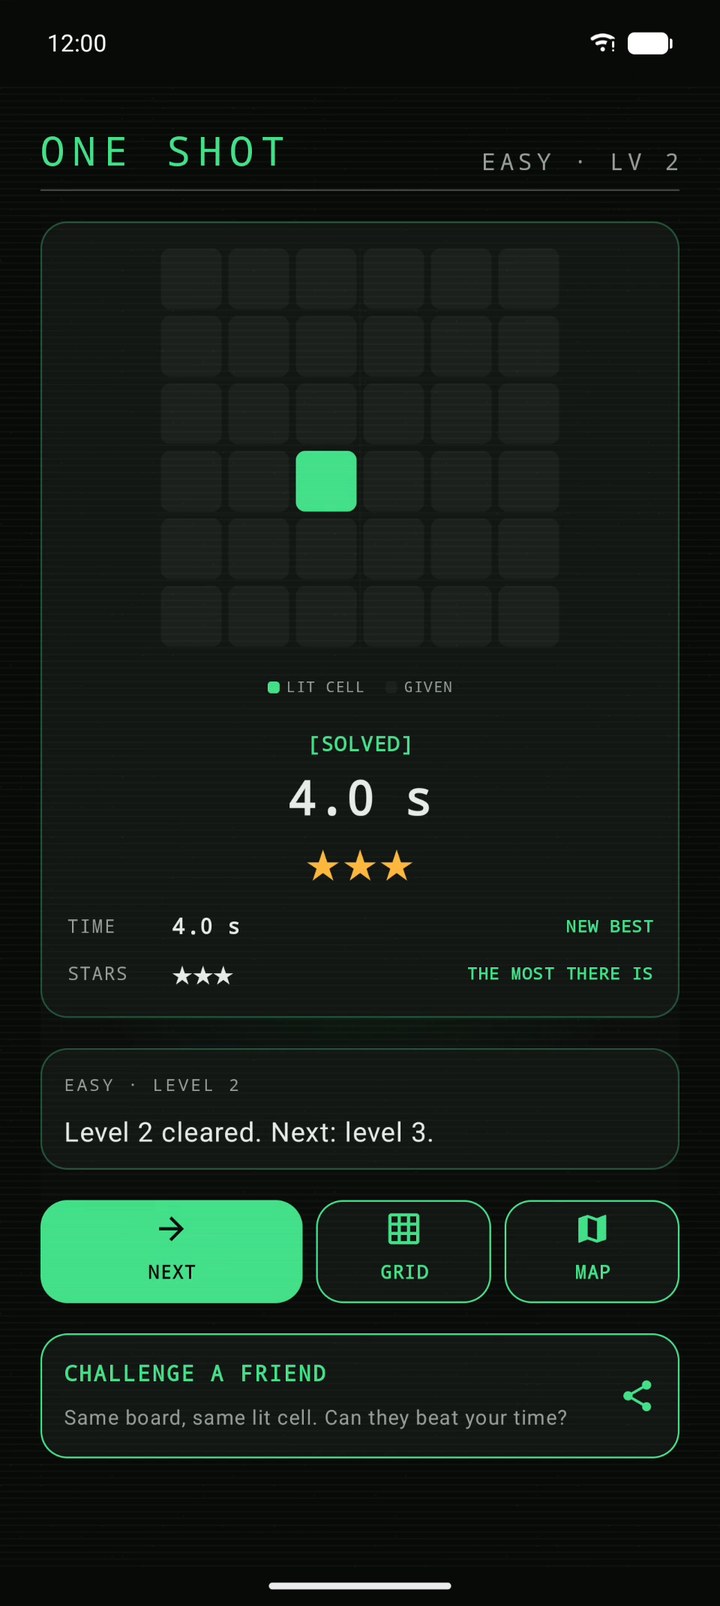 12:00
ONE SHOT
EASY · LV 2
LIT CELL GIVEN
[SOLVED]
4.0 s
★★★
TIME 4.0 s NEW BEST
STARS ★★★ THE MOST THERE IS
EASY · LEVEL 2
Level 2 cleared. Next: level 3.
NEXT GRID MAP
CHALLENGE A FRIEND
Same board, same lit cell. Can they beat your time?